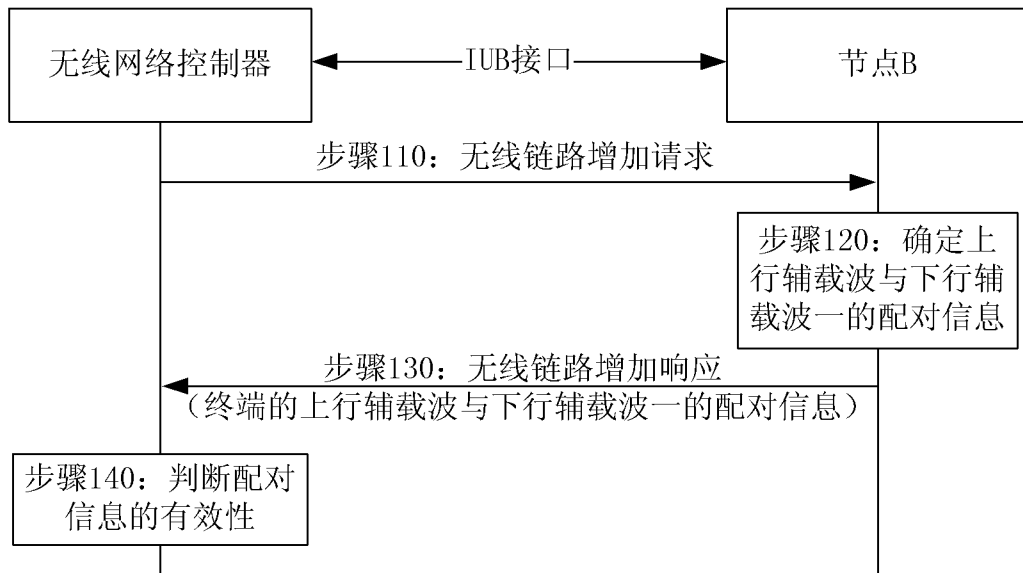 无线网络控制器
IUB接口
节点B
步骤110：无线链路增加请求
步骤120：确定上
行辅载波与下行辅
载波一的配对信息
步骤130：无线链路增加响应
（终端的上行辅载波与下行辅载波一的配对信息）
步骤140：判断配对
信息的有效性